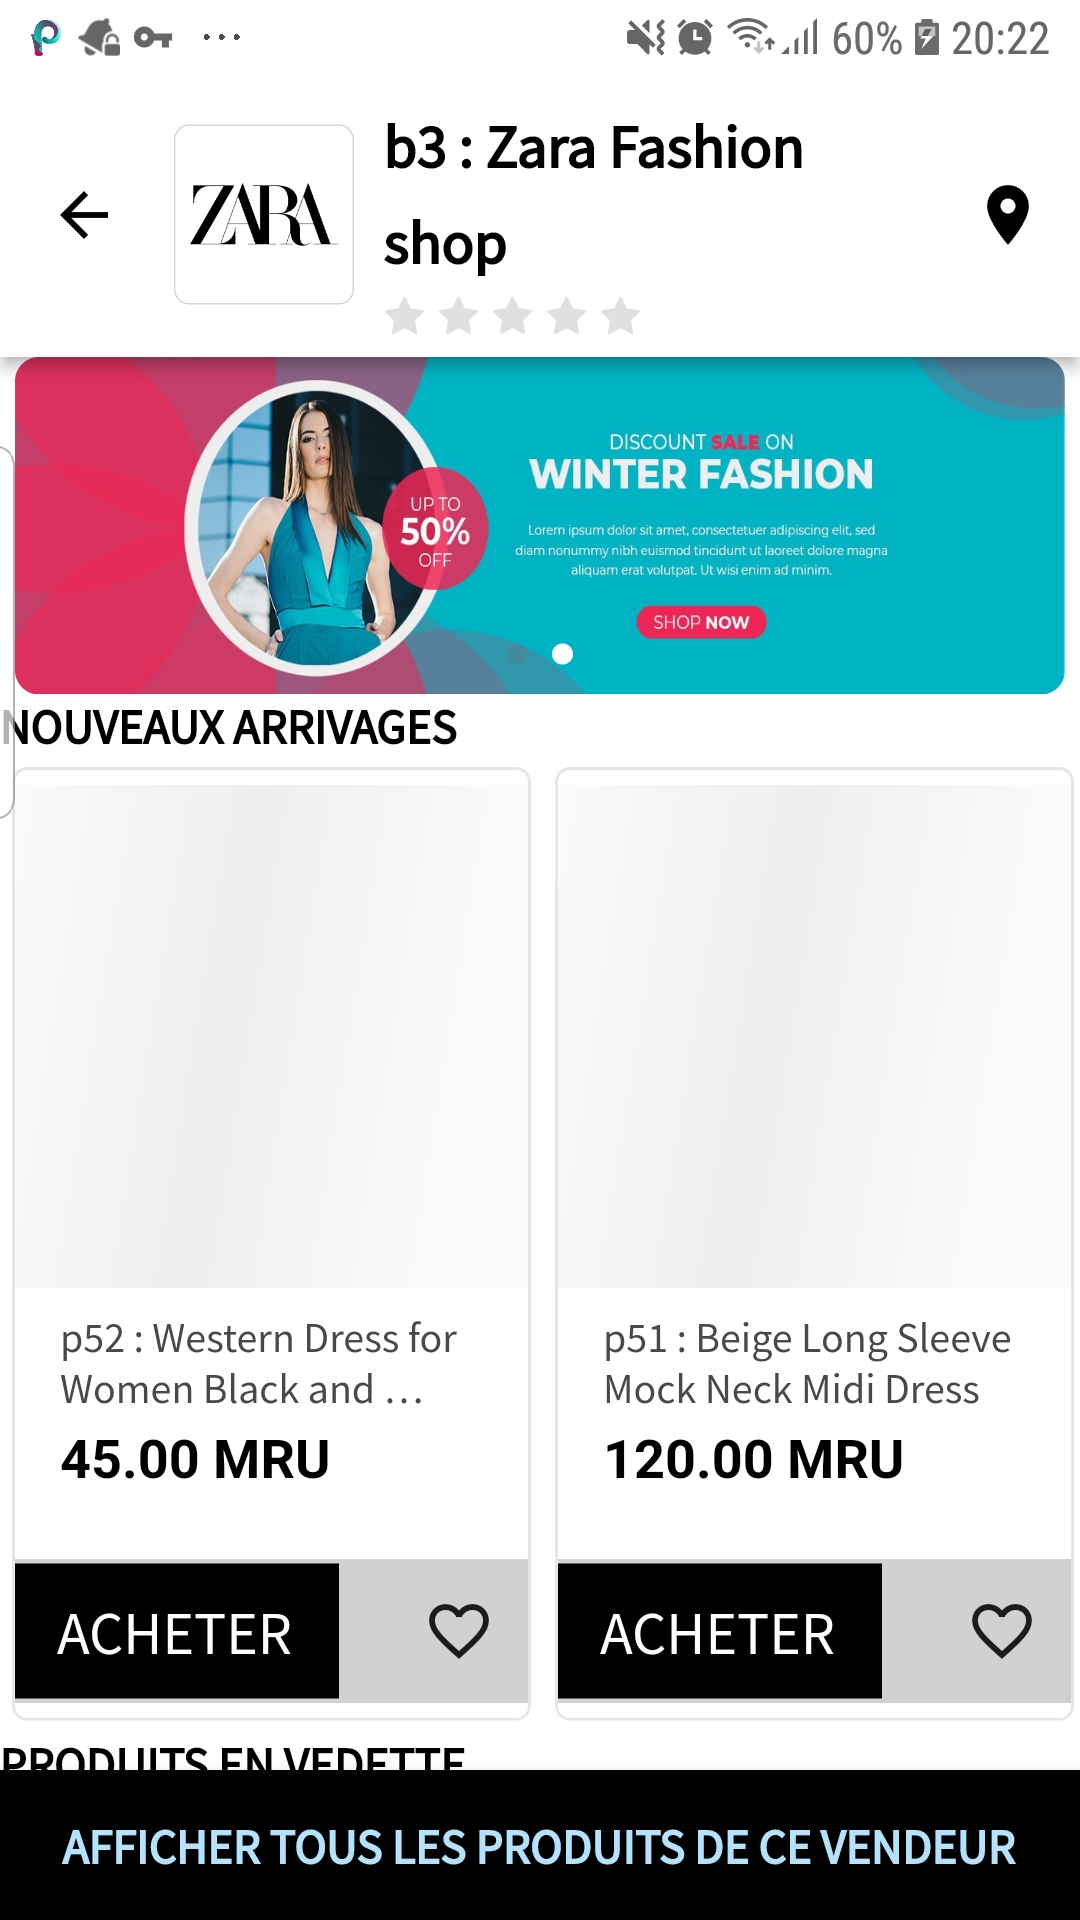 60% 20:22
ZARA
b3 : Zara Fashion
shop
DISCOUNT SALE ON
WINTER FASHION
UP TO
50%
OFF
Lorem ipsum dolor sit amet, consectetuer adipiscing elit, sed
diam nonummy nibh euismod tincidunt ut laoreet dolore magna
aliquam erat volutpat. Ut wisi enim ad minim.
SHOP NOW
NOUVEAUX ARRIVAGES
p52 : Western Dress for
Women Black and ...
45.00 MRU
ACHETER
p51 : Beige Long Sleeve
Mock Neck Midi Dress
120.00 MRU
ACHETER
PRODUITS EN VEDETTE
AFFICHER TOUS LES PRODUITS DE CE VENDEUR